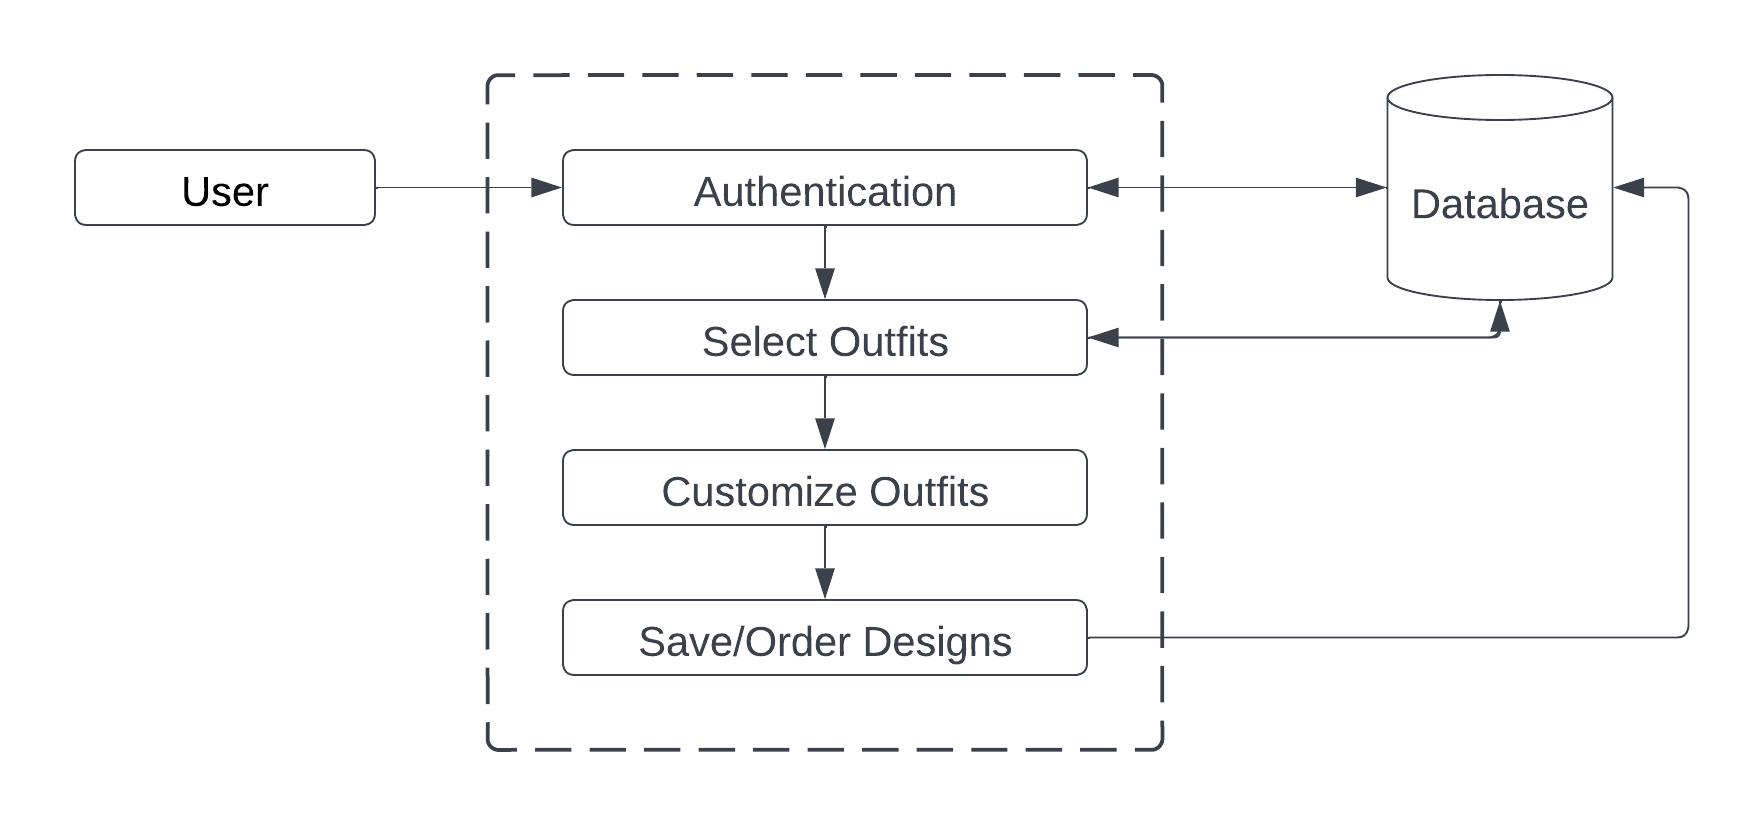 User
Authentication
Database
Select Outfits
Customize Outfits
Save/Order Designs